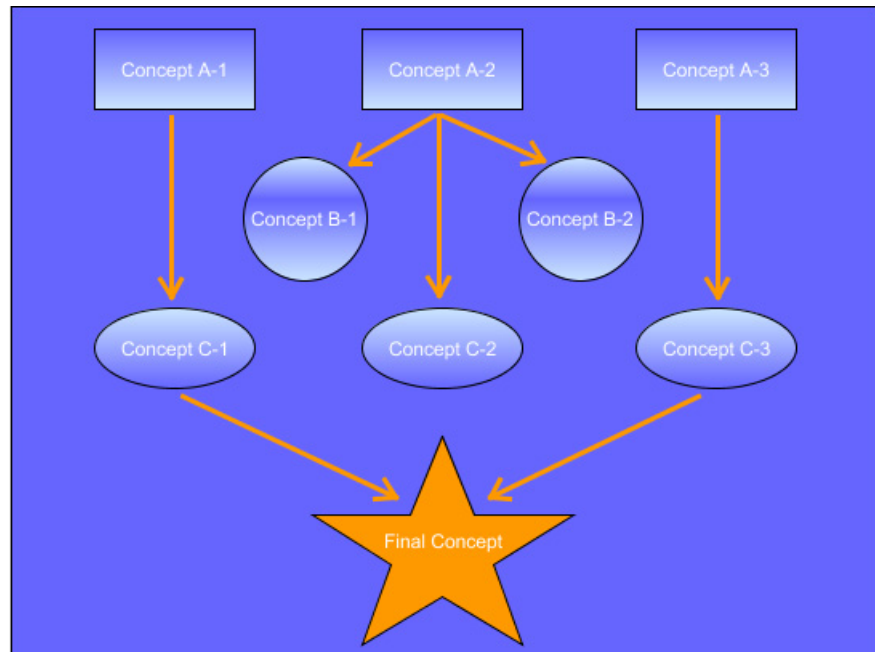 Concept A-1
Concept A-2
Concept A-3
Concept B-1
Concept B-2
Concept C-1
Concept C-2
Concept C-3
Final Concept